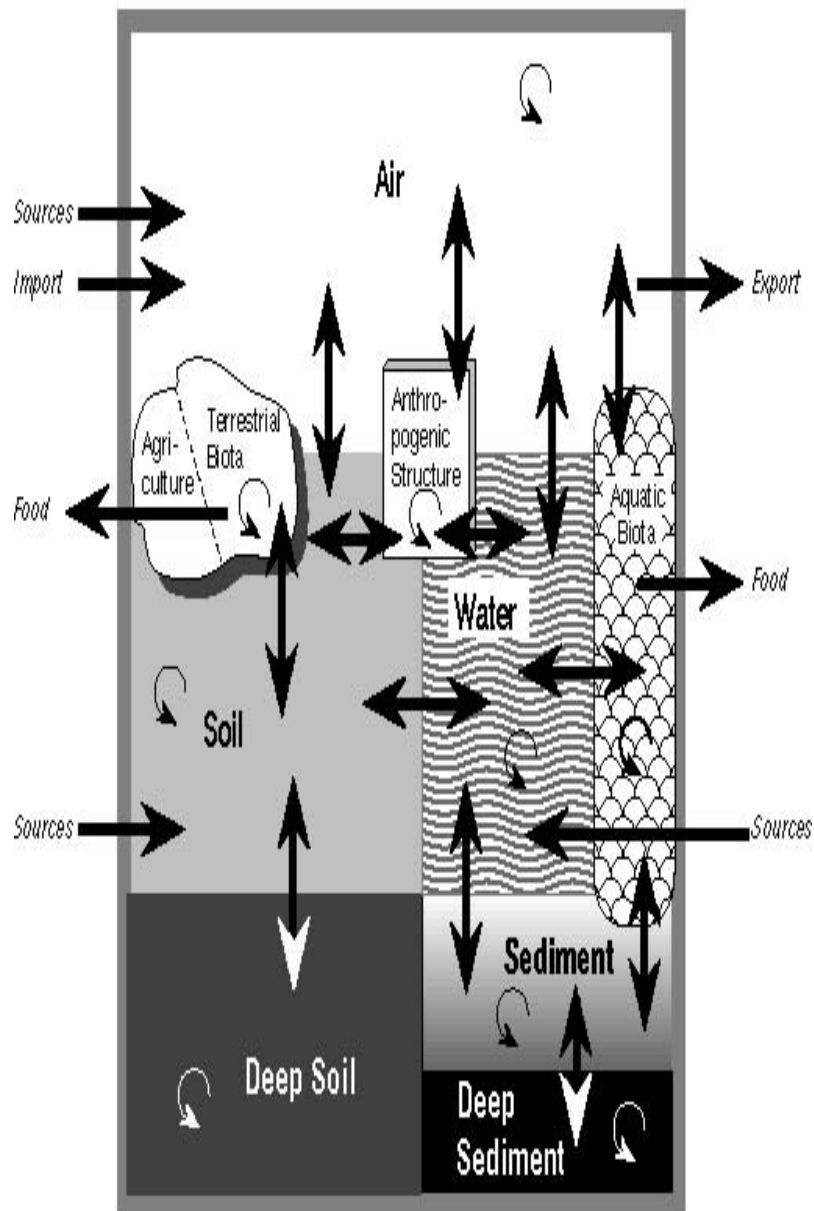 Air
Sources
Import
Export
Agri-
culture
Terrestrial
Biota
Anthro-
pogenic
Structure
Aquatic
Biota
Food
Food
Water
Soil
Sources
Sources
Sediment
Deep Soil
Deep
Sediment